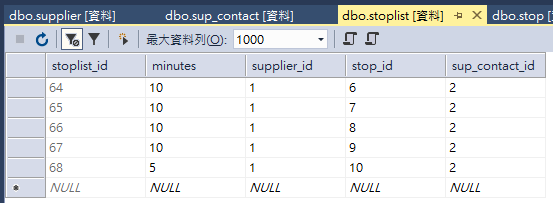 dbo.supplier [資料] dbo.sup_contact [資料] dbo.stoplist [資料] dbo.stop [資
最大資料列(O): 1000
stoplist_id minutes supplier_id stop_id sup_contact_id
64 10 1 6 2
65 10 1 7 2
66 10 1 8 2
67 10 1 9 2
68 5 1 10 2
NULL NULL NULL NULL NULL